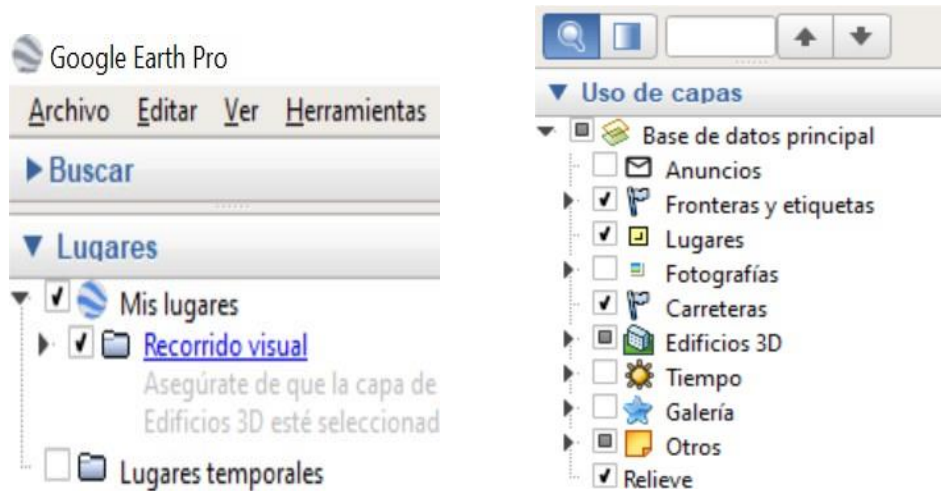 Google Earth Pro
Archivo Editar Ver Herramientas
Buscar
Lugares
Mis lugares
Recorrido visual
Asegúrate de que la capa de
Edificios 3D esté seleccionad
Lugares temporales
Uso de capas
Base de datos principal
Anuncios
Fronteras y etiquetas
Lugares
Fotografías
Carreteras
Edificios 3D
Tiempo
Galería
Otros
Relieve